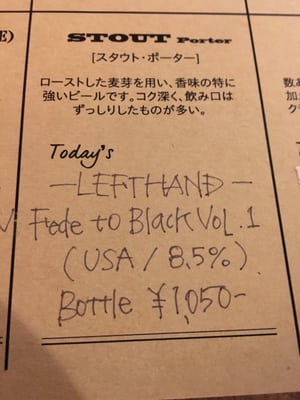 STOUT Porter
[スタウト・ポーター]
ローストした麦芽を用い、香味の特に
強いビールです。コク深く、飲み口は
ずっしりしたものが多い。
Today's
—LEFTHAND—
Fede to Black VOL.1
(USA / 8,5%)
Bottle ¥1,050-